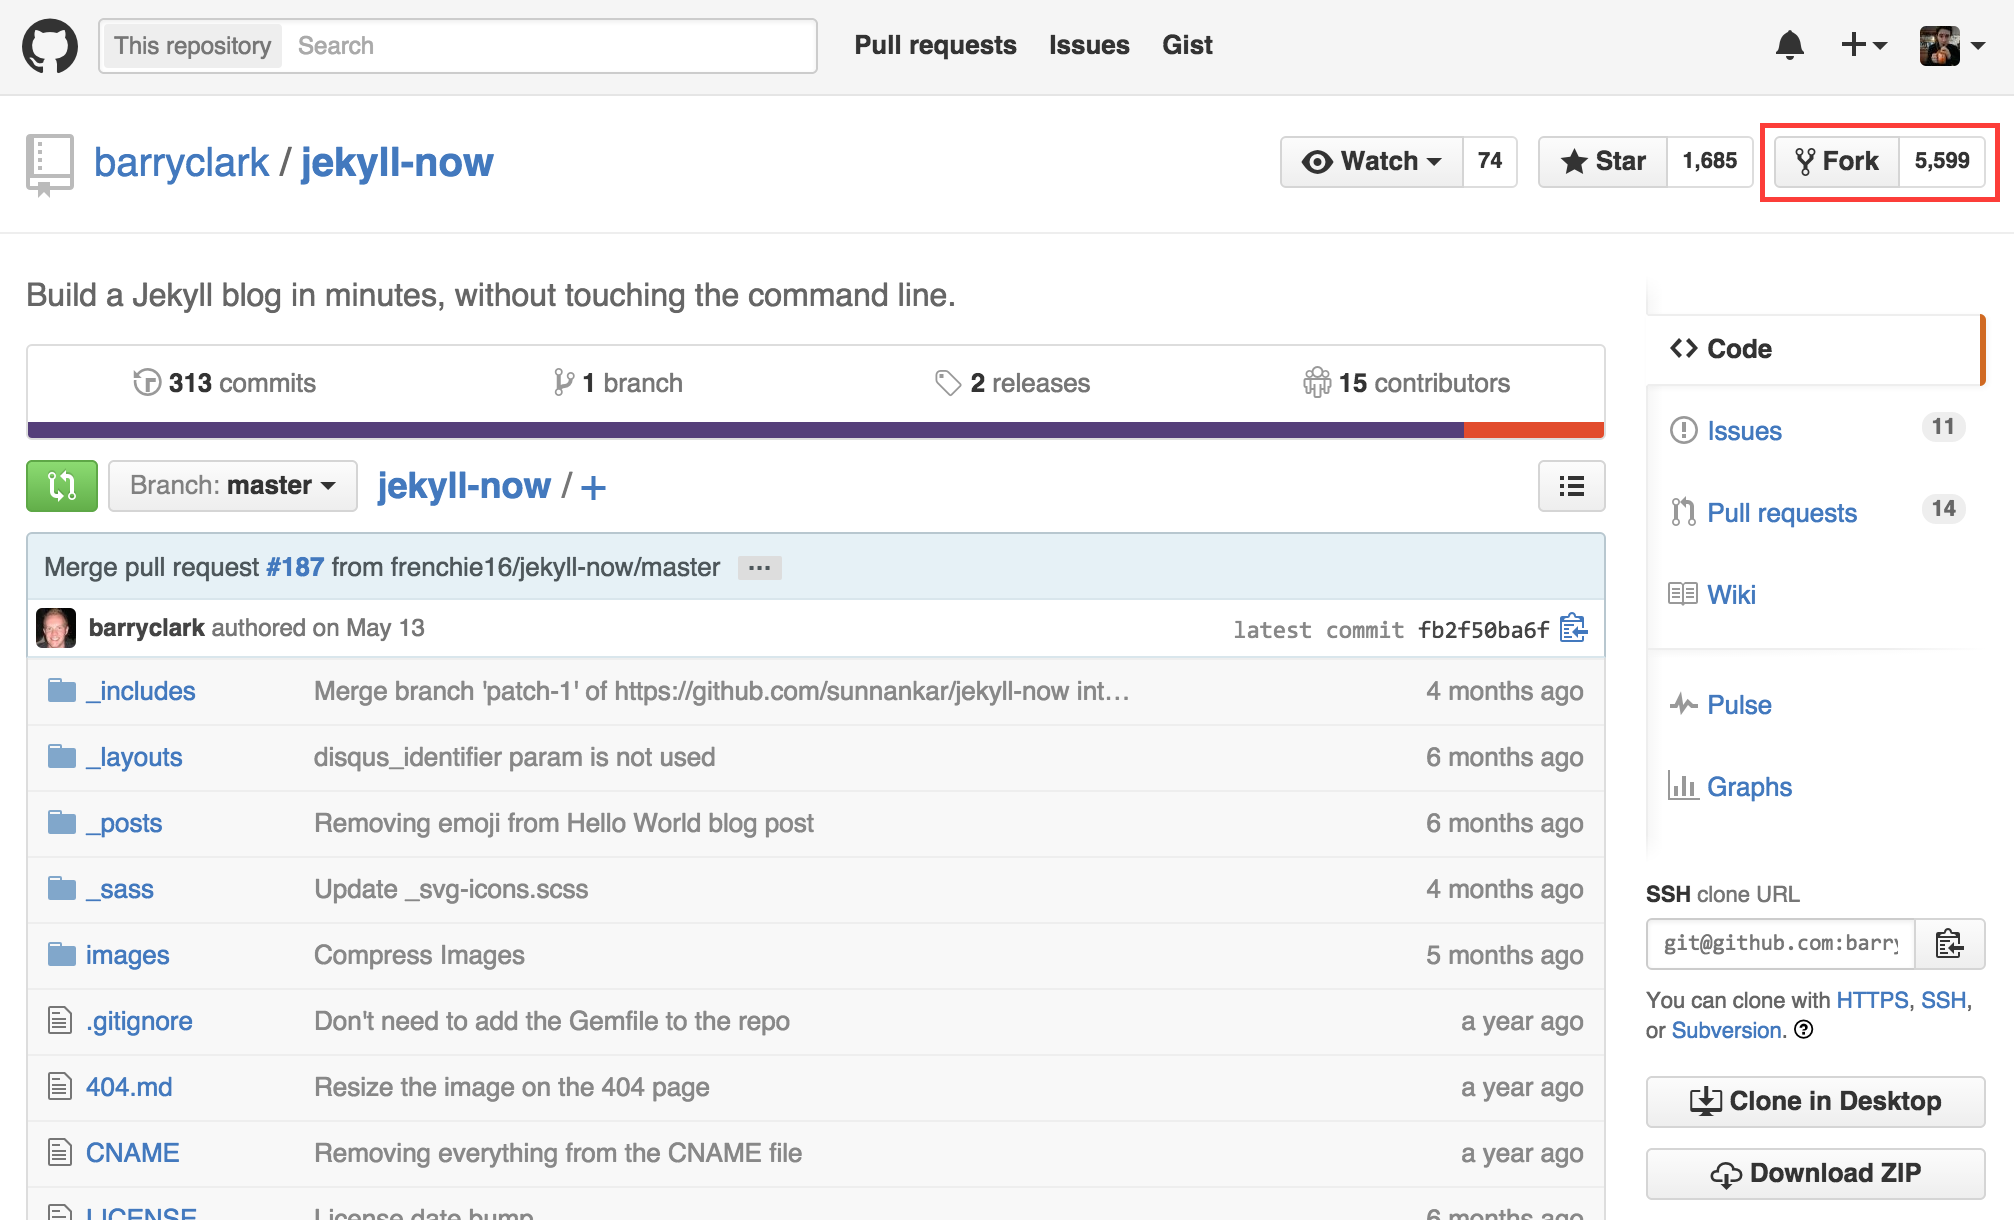 This repository Search Pull requests Issues Gist
barryclark / jekyll-now Watch 74 Star 1,685 Fork 5,599
Build a Jekyll blog in minutes, without touching the command line.
313 commits 1 branch 2 releases 15 contributors
Branch: master jekyll-now / +
Merge pull request #187 from frenchie16/jekyll-now/master ...
barryclark authored on May 13 latest commit fb2f50ba6f
_includes Merge branch 'patch-1' of https://github.com/sunnankar/jekyll-now int… 4 months ago
_layouts disqus_identifier param is not used 6 months ago
_posts Removing emoji from Hello World blog post 6 months ago
_sass Update _svg-icons.scss 4 months ago
images Compress Images 5 months ago
.gitignore Don't need to add the Gemfile to the repo a year ago
404.md Resize the image on the 404 page a year ago
CNAME Removing everything from the CNAME file a year ago
LICENSE License date bump 6 months ago
Code
Issues 11
Pull requests 14
Wiki
Pulse
Graphs
SSH clone URL
git@github.com:barry
You can clone with HTTPS, SSH,
or Subversion.
Clone in Desktop
Download ZIP